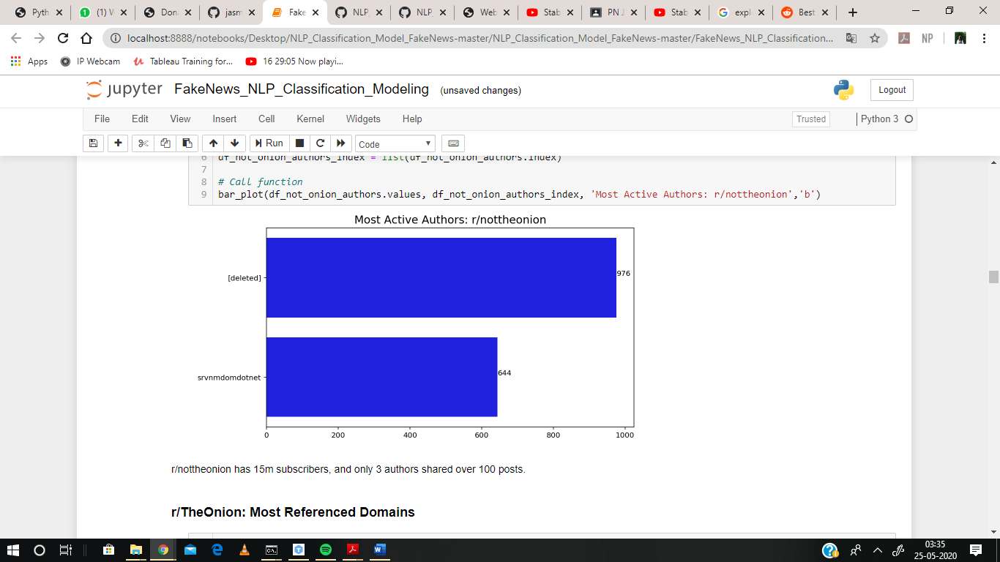 Pyth
(1) W
Don
jasm
Fake
NLP_
NLP_
Web
Stab
PN J
Stab
expl
Best
localhost:8888/notebooks/Desktop/NLP_Classification_Model_FakeNews-master/NLP_Classification_Model_FakeNews-master/FakeNews_NLP_Classification...
NP
Apps
IP Webcam
Tableau Training for...
16 29:05 Now playi...
jupyter FakeNews_NLP_Classification_Modeling (unsaved changes)
Logout
File Edit View Insert Cell Kernel Widgets Help
Trusted
Python 3
Run
Code
6 df_not_onion_authors_index = list(df_not_onion_authors.index)
7
8 # Call function
9 bar_plot(df_not_onion_authors.values, df_not_onion_authors_index, 'Most Active Authors: r/nottheonion','b')
Most Active Authors: r/nottheonion
[deleted]
976
srvnmdomdotnet
644
0 200 400 600 800 1000
r/nottheonion has 15m subscribers, and only 3 authors shared over 100 posts.
r/TheOnion: Most Referenced Domains
03:35
25-05-2020